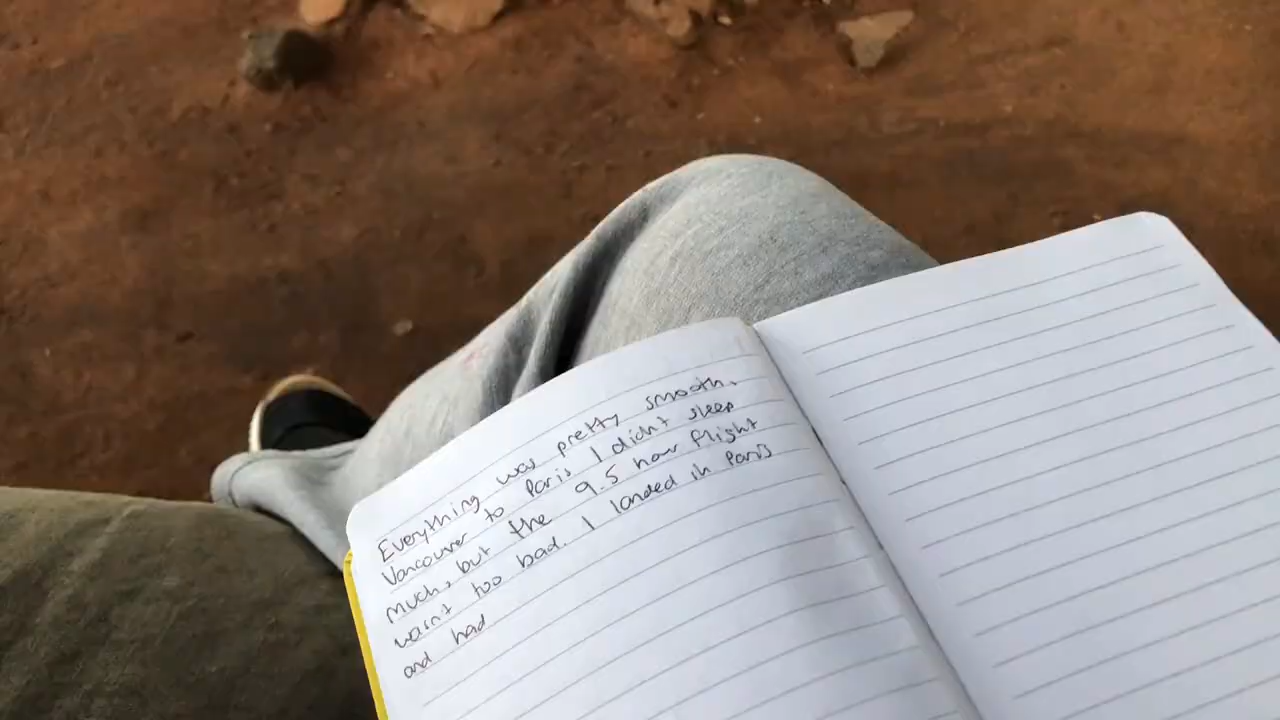 Everything was pretty smooth.
Vancouver to Paris I didn't sleep
much, but the 9.5 hour flight
wasn't too bad. I landed in Paris
and had